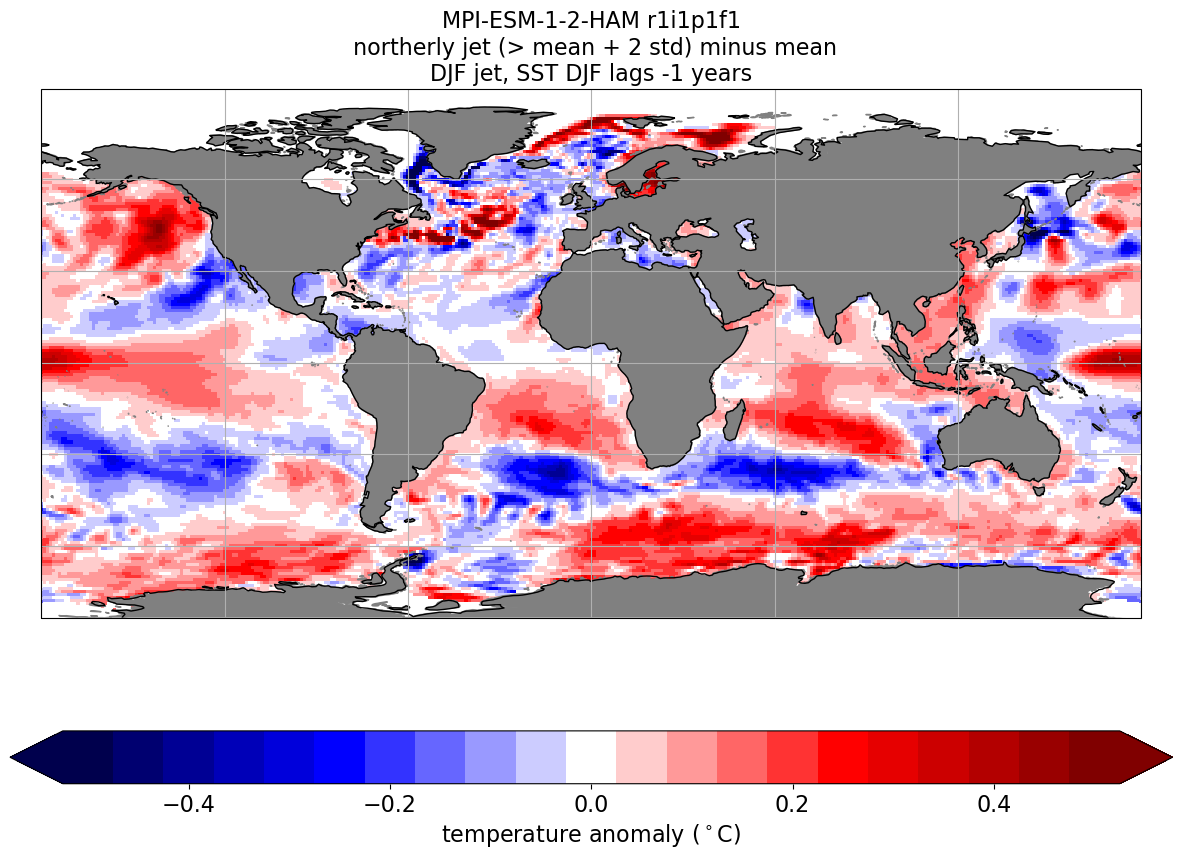 MPI-ESM-1-2-HAM r1i1p1f1
northerly jet (> mean + 2 std) minus mean
DJF jet, SST DJF lags -1 years
−0.4 −0.2 0.0 0.2 0.4
temperature anomaly (°C)